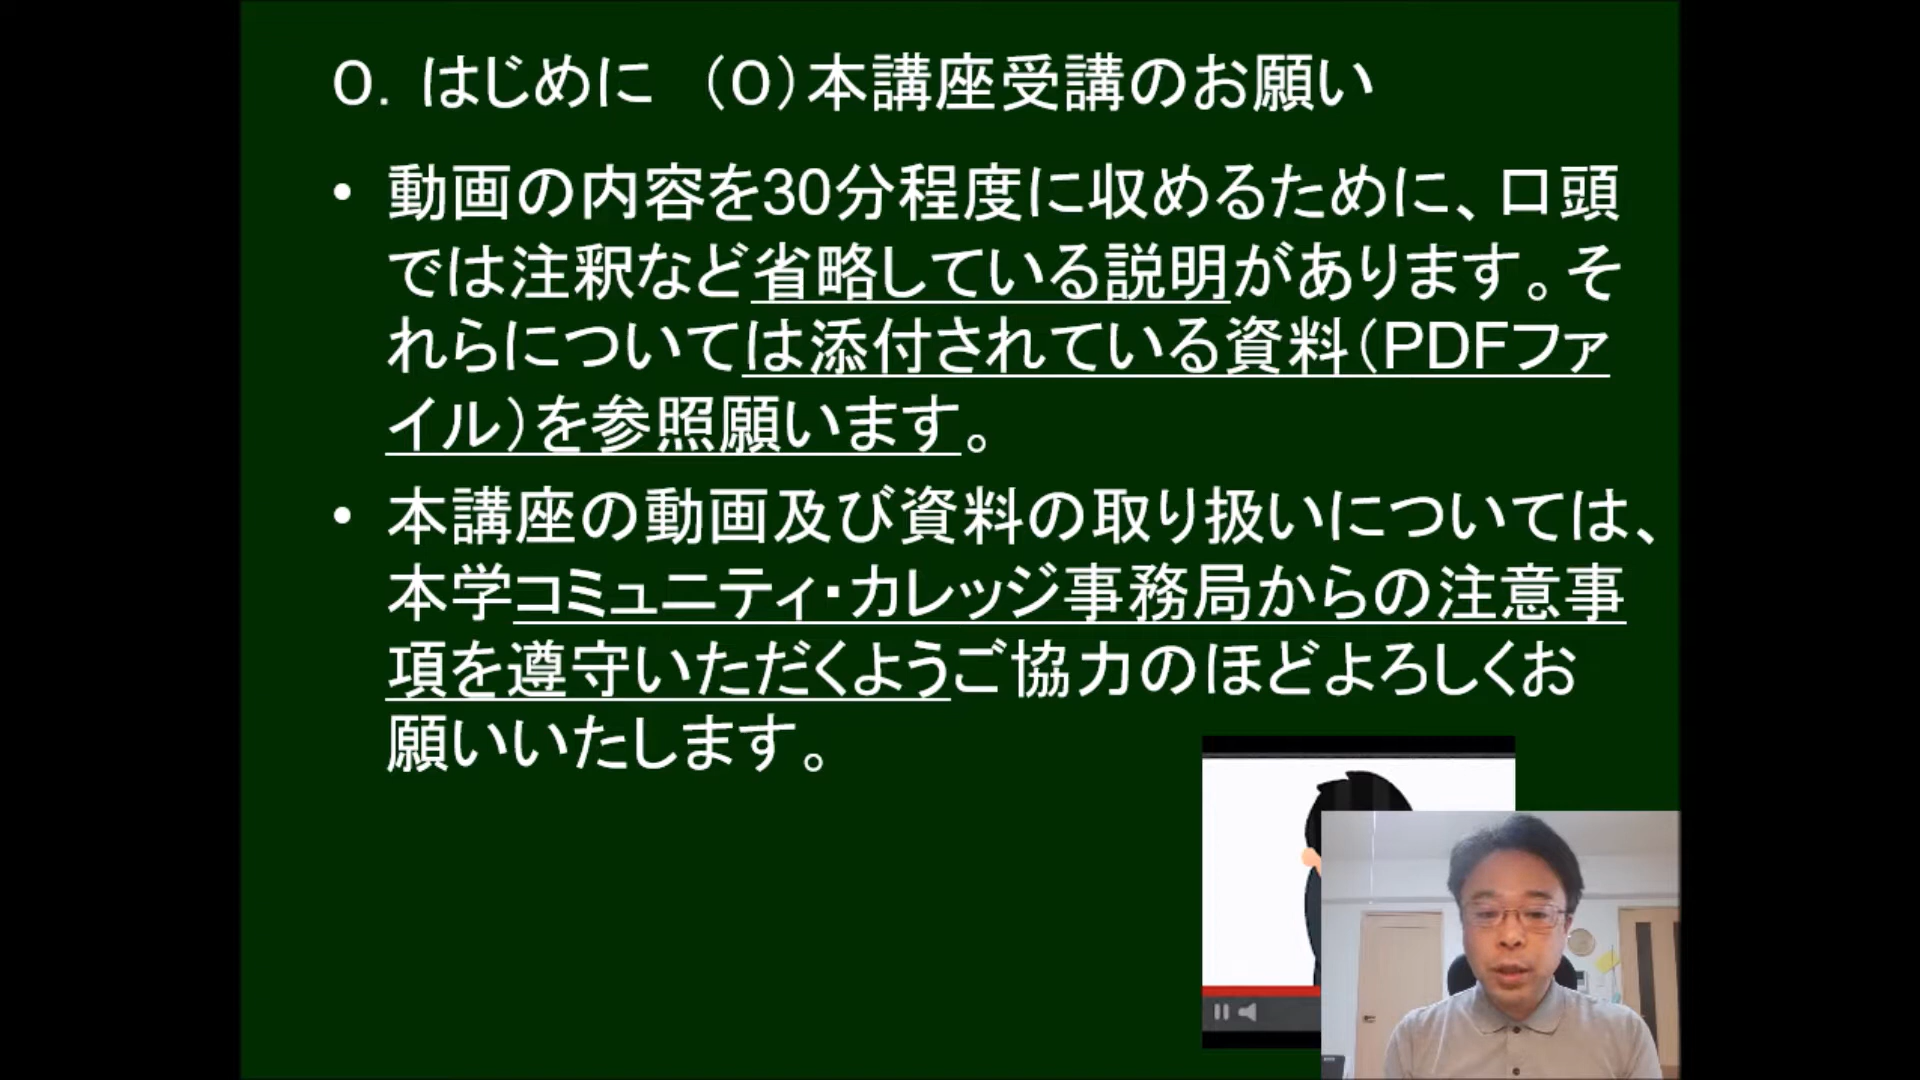 ０．はじめに　（０）本講座受講のお願い
• 動画の内容を30分程度に収めるために、口頭
では注釈など省略している説明があります。そ
れらについては添付されている資料（PDFファ
イル）を参照願います。
• 本講座の動画及び資料の取り扱いについては、
本学コミュニティ・カレッジ事務局からの注意事
項を遵守いただくようご協力のほどよろしくお
願いいたします。